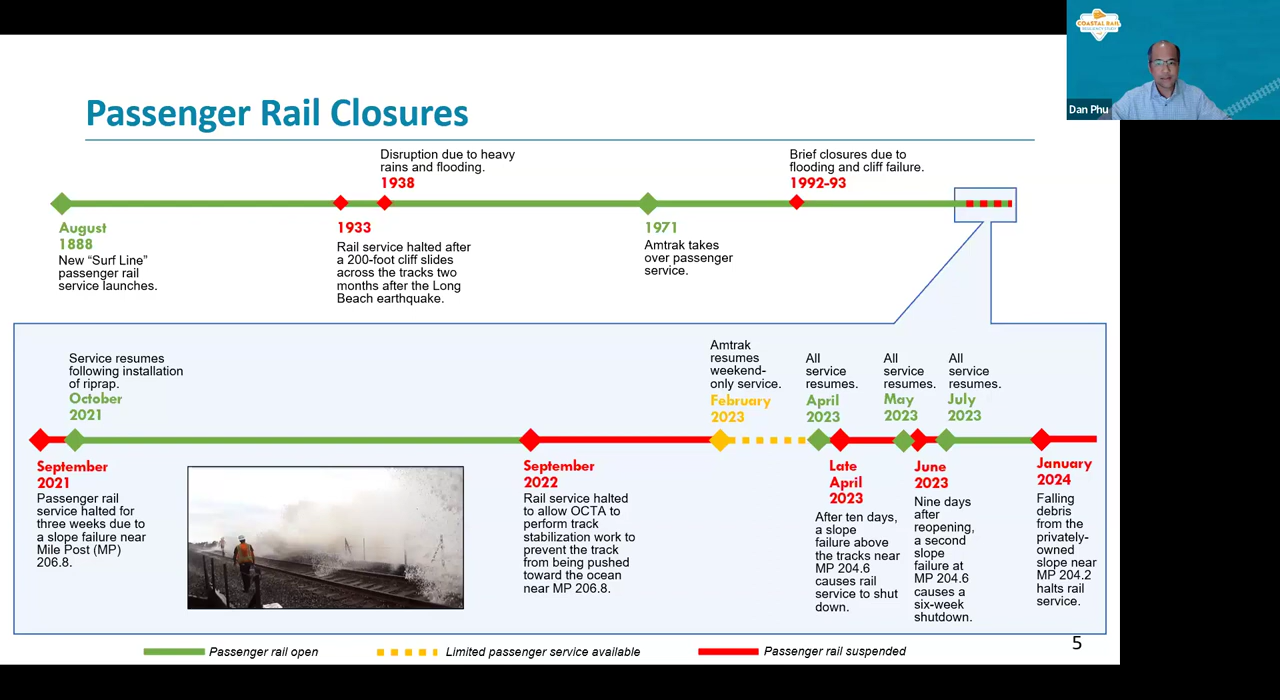 COASTAL RAIL
Dan Phu
Passenger Rail Closures
Disruption due to heavy
rains and flooding.
1938
Brief closures due to
flooding and cliff failure.
1992-93
August
1888
New “Surf Line”
passenger rail
service launches.
1933
Rail service halted after
a 200-foot cliff slides
across the tracks two
months after the Long
Beach earthquake.
1971
Amtrak takes
over passenger
service.
Service resumes
following installation
of riprap.
October
2021
Amtrak
resumes
weekend-
only service.
February
2023
All
service
resumes.
April
2023
All
service
resumes.
May
2023
All
service
resumes.
July
2023
September
2021
Passenger rail
service halted for
three weeks due to
a slope failure near
Mile Post (MP)
206.8.
September
2022
Rail service halted
to allow OCTA to
perform track
stabilization work to
prevent the track
from being pushed
toward the ocean
near MP 206.8.
Late
April
2023
After ten days,
a slope
failure above
the tracks near
MP 204.6
causes rail
service to shut
down.
June
2023
Nine days
after
reopening,
a second
slope
failure at
MP 204.6
causes a
six-week
shutdown.
January
2024
Falling
debris
from the
privately-
owned
slope near
MP 204.2
halts rail
service.
5
Passenger rail open
Limited passenger service available
Passenger rail suspended